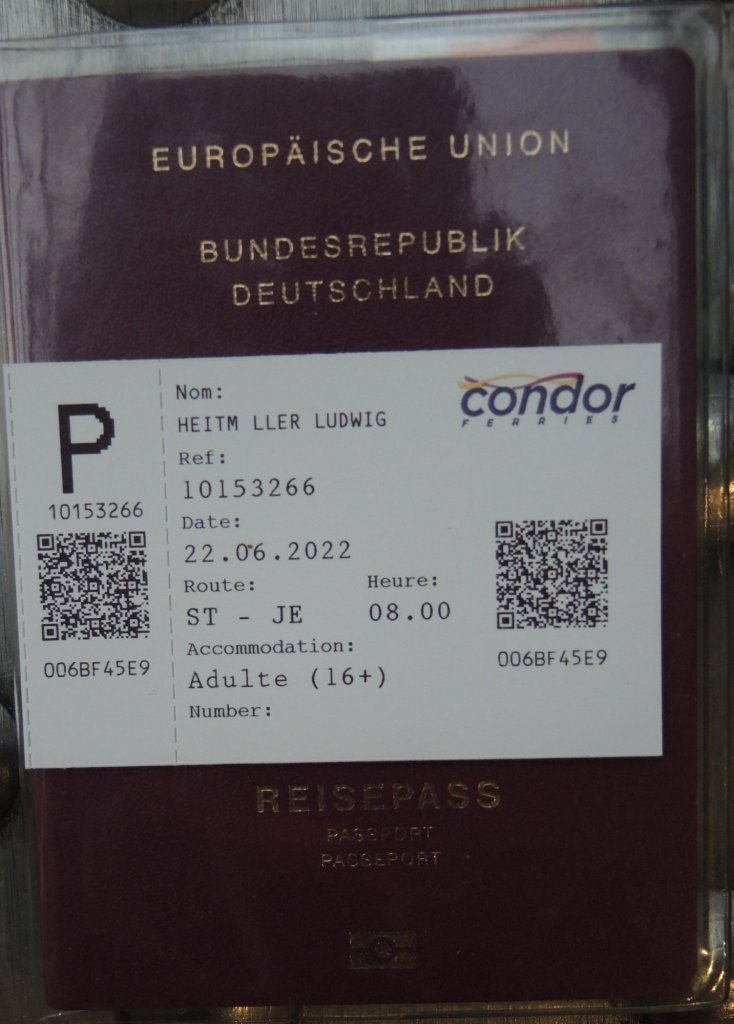 EUROPÄISCHE UNION
BUNDESREPUBLIK
DEUTSCHLAND
P
10153266
006BF45E9
Nom:
HEITM LLER LUDWIG
Ref:
10153266
Date:
22.06.2022
Route: Heure:
ST - JE 08.00
Accommodation:
Adulte (16+)
Number:
condor
FERRIES
006BF45E9
REISEPASS
PASSPORT
PASSEPORT